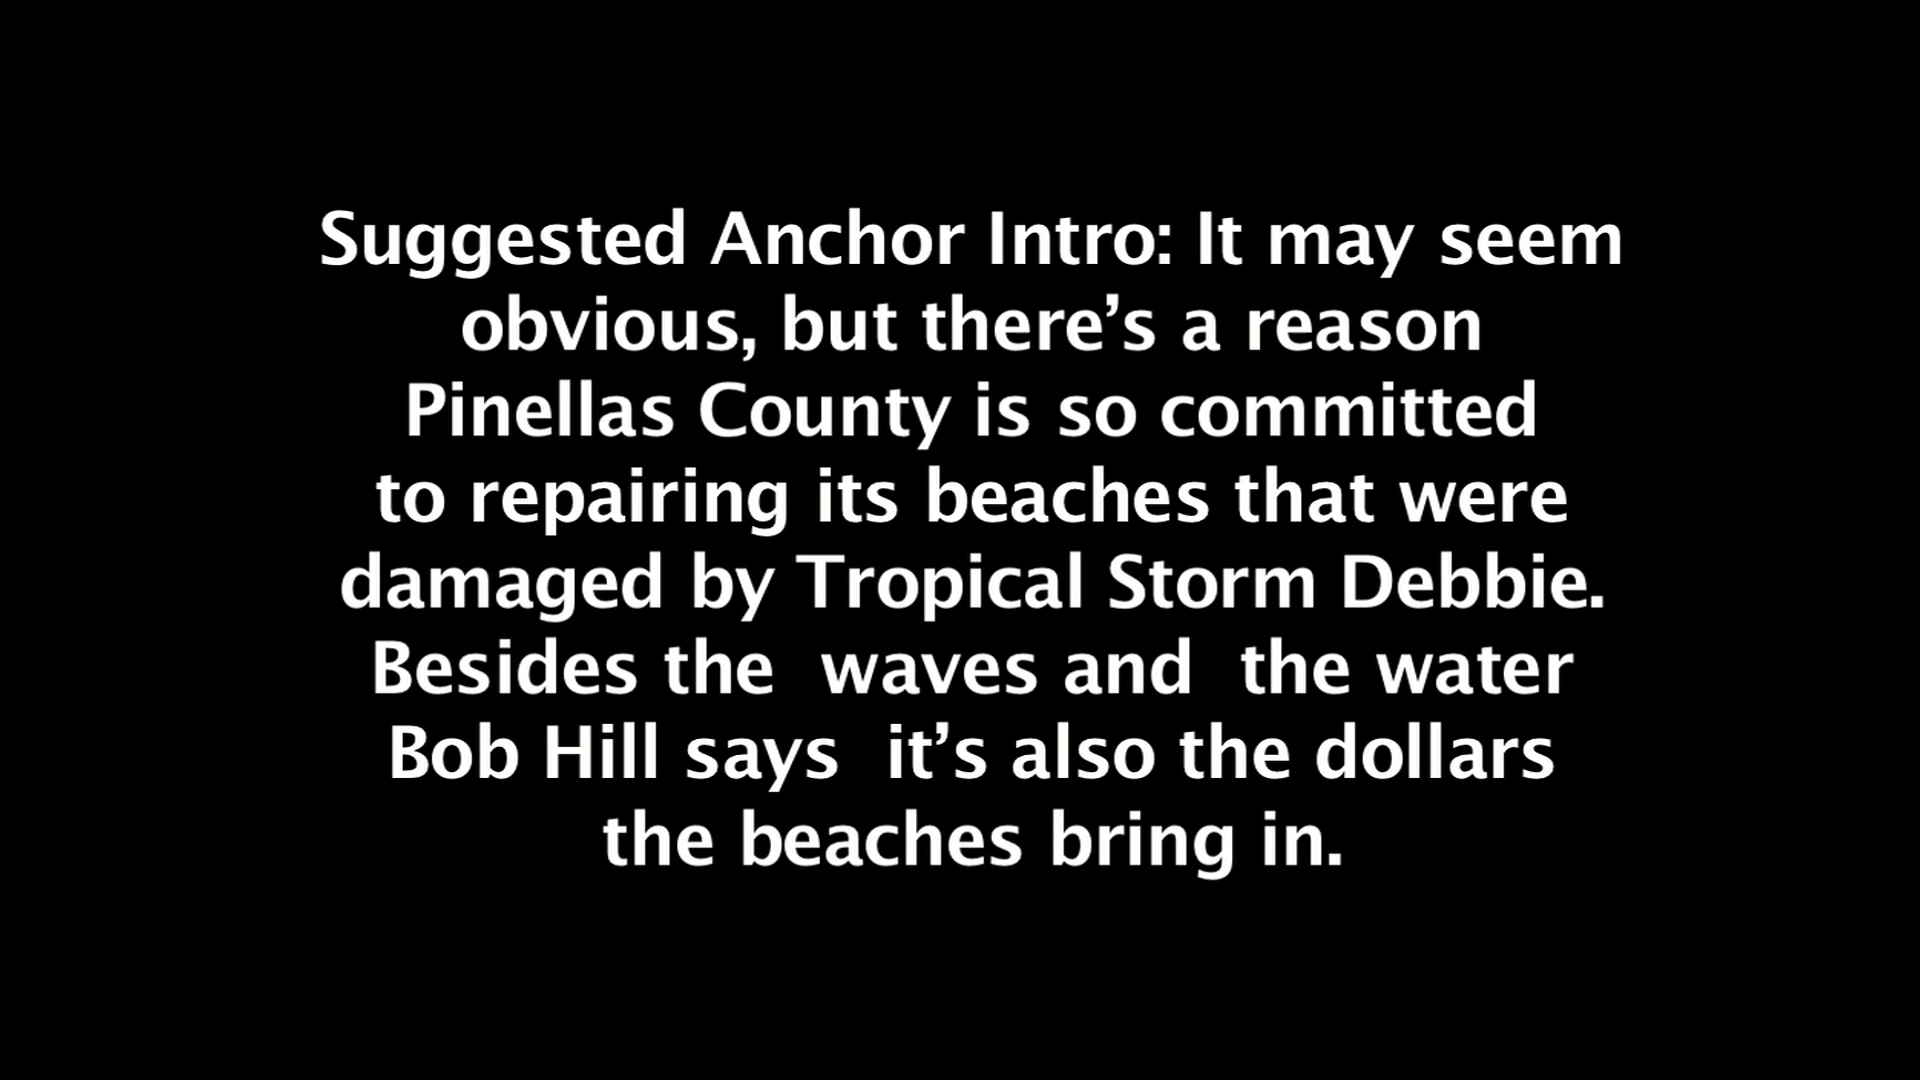 Suggested Anchor Intro: It may seem
obvious, but there’s a reason
Pinellas County is so committed
to repairing its beaches that were
damaged by Tropical Storm Debbie.
Besides the  waves and  the water
Bob Hill says  it’s also the dollars
the beaches bring in.